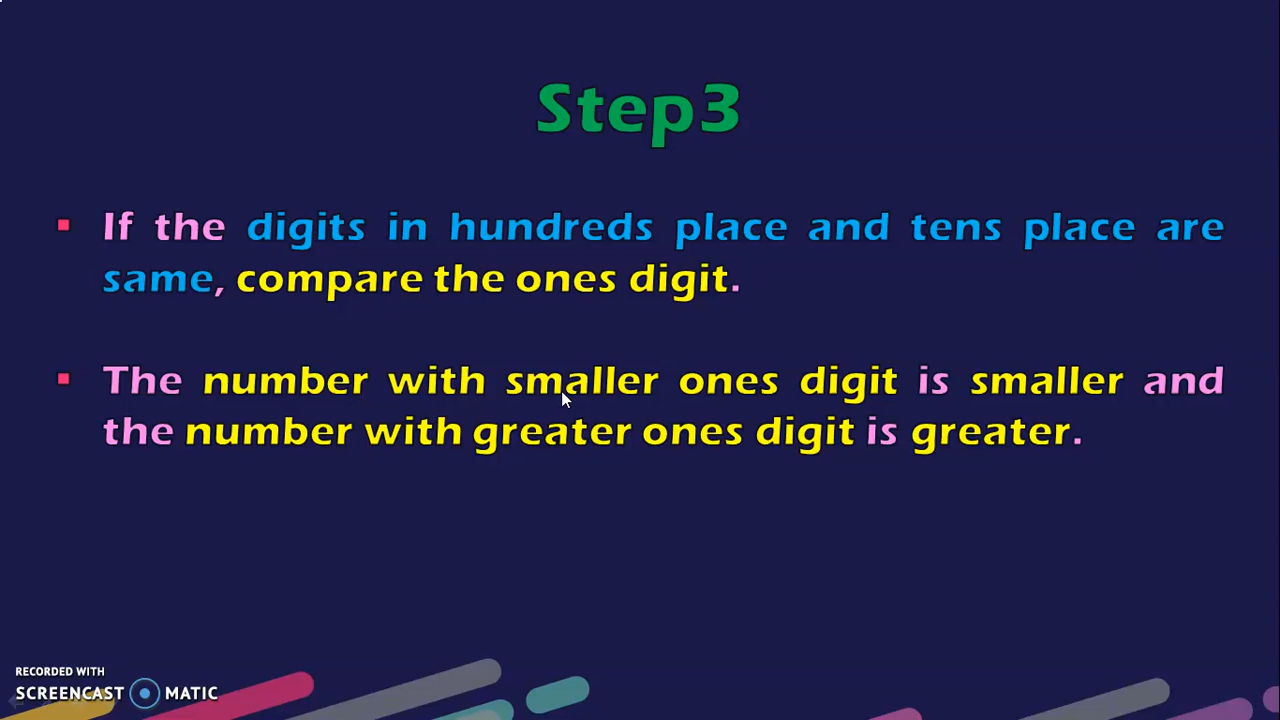 Step3
If the digits in hundreds place and tens place are
same, compare the ones digit.
The number with smaller ones digit is smaller and
the number with greater ones digit is greater.
RECORDED WITH
SCREENCAST MATIC